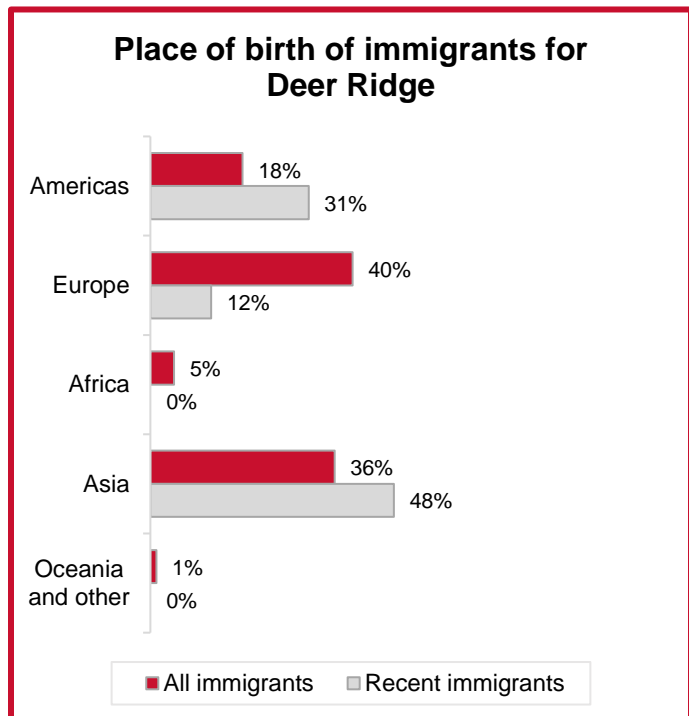 Place of birth of immigrants for
Deer Ridge
Americas
18%
31%
Europe
40%
12%
Africa
5%
0%
Asia
36%
48%
Oceania
and other
1%
0%
All immigrants Recent immigrants